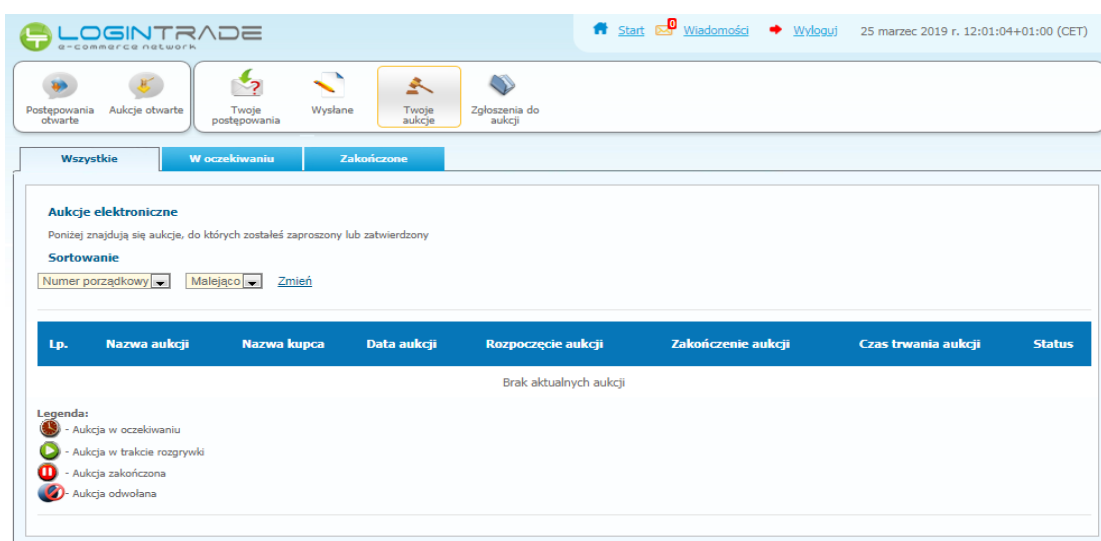 LOGINTRADE
e-commerce network
Start 0 Wiadomości Wyloguj 25 marzec 2019 r. 12:01:04+01:00 (CET)
Postępowania otwarte
Aukcje otwarte
Twoje postępowania
Wysłane
Twoje aukcje
Zgłoszenia do aukcji
Wszystkie W oczekiwaniu Zakończone
Aukcje elektroniczne
Poniżej znajdują się aukcje, do których zostałeś zaproszony lub zatwierdzony
Sortowanie
Numer porządkowy Malejąco Zmień
Lp. Nazwa aukcji Nazwa kupca Data aukcji Rozpoczęcie aukcji Zakończenie aukcji Czas trwania aukcji Status
Brak aktualnych aukcji
Legenda:
- Aukcja w oczekiwaniu
- Aukcja w trakcie rozgrywki
- Aukcja zakończona
- Aukcja odwołana